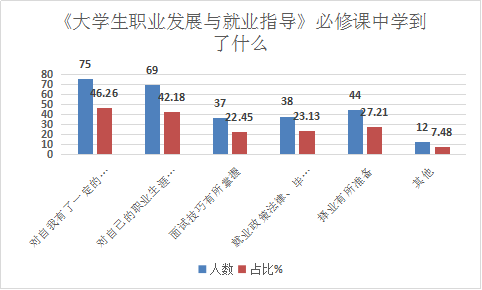 《大学生职业发展与就业指导》必修课中学到
了什么
80
70
60
50
40
30
20
10
0
75
46.26
69
42.18
37
22.45
38
23.13
44
27.21
12
7.48
对自我有了一定的…
对自己的职业生涯…
面试技巧有所掌握
就业政策法律、毕…
择业有所准备
其他
人数
占比%